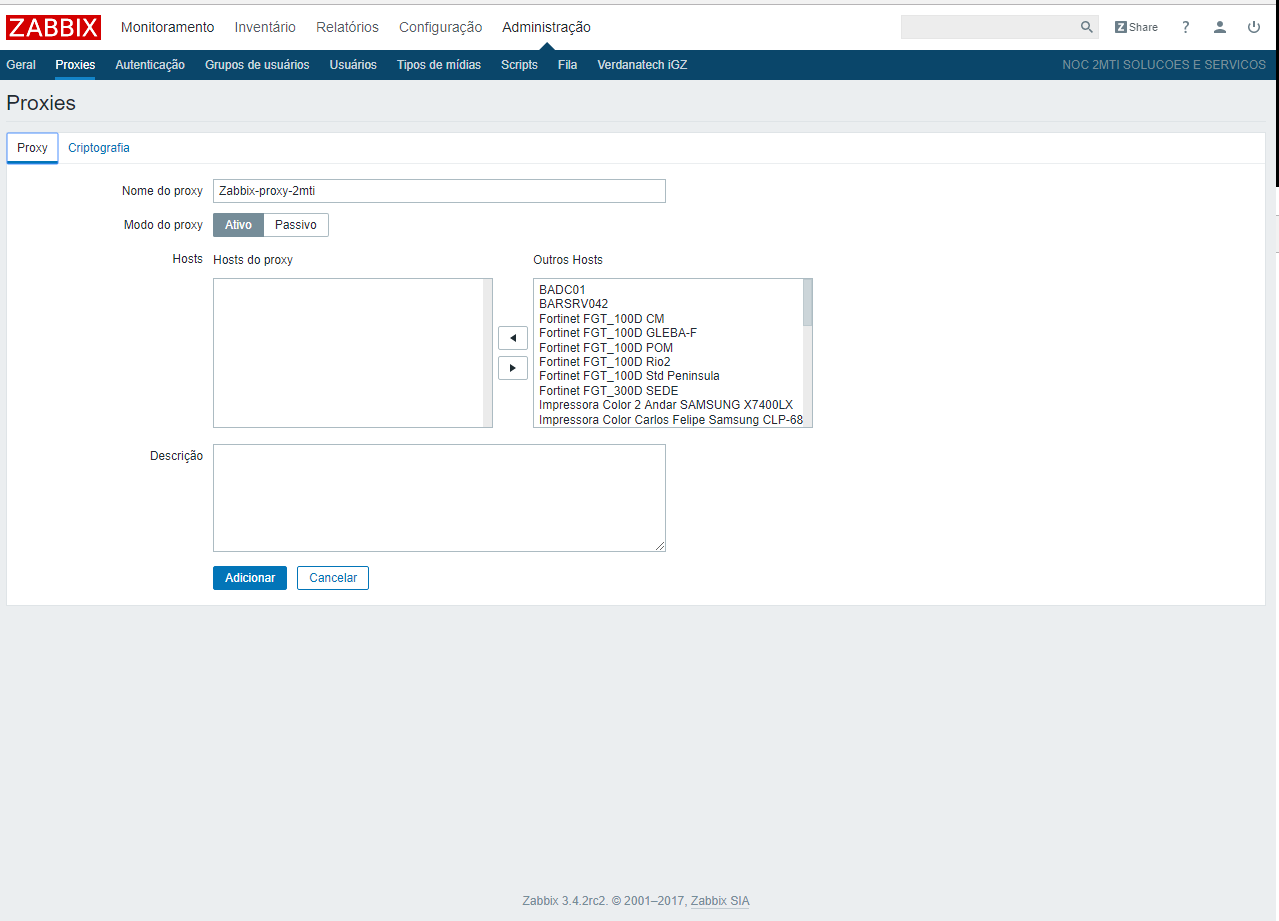 ZABBIX Monitoramento Inventário Relatórios Configuração Administração Z Share ?
Geral Proxies Autenticação Grupos de usuários Usuários Tipos de mídias Scripts Fila Verdanatech iGZ NOC 2MTI SOLUCOES E SERVICOS
Proxies
Proxy Criptografia
Nome do proxy Zabbix-proxy-2mti
Modo do proxy Ativo Passivo
Hosts Hosts do proxy Outros Hosts
BADC01
BARSRV042
Fortinet FGT_100D CM
Fortinet FGT_100D GLEBA-F
Fortinet FGT_100D POM
Fortinet FGT_100D Rio2
Fortinet FGT_100D Std Peninsula
Fortinet FGT_300D SEDE
Impressora Color 2 Andar SAMSUNG X7400LX
Impressora Color Carlos Felipe Samsung CLP-68
Descrição
Adicionar Cancelar
Zabbix 3.4.2rc2. © 2001–2017, Zabbix SIA